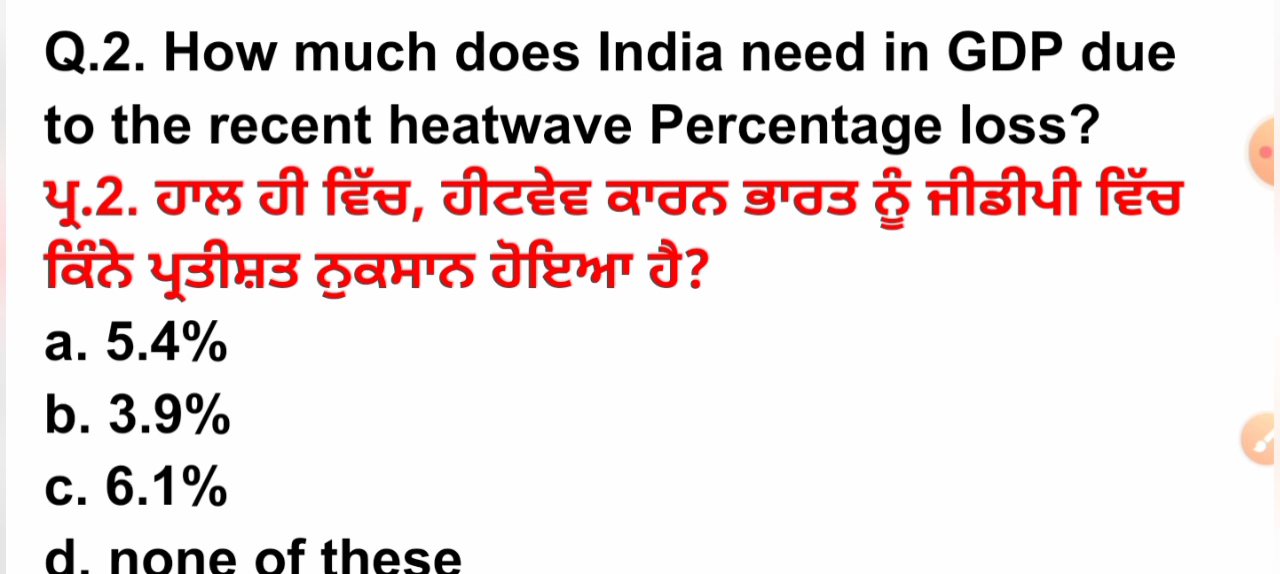 Q.2. How much does India need in GDP due
to the recent heatwave Percentage loss?
ਪ੍ਰ.2. ਹਾਲ ਹੀ ਵਿੱਚ, ਹੀਟਵੇਵ ਕਾਰਨ ਭਾਰਤ ਨੂੰ ਜੀਡੀਪੀ ਵਿੱਚ
ਕਿੰਨੇ ਪ੍ਰਤੀਸ਼ਤ ਨੁਕਸਾਨ ਹੋਇਆ ਹੈ?
a. 5.4%
b. 3.9%
c. 6.1%
d. none of these